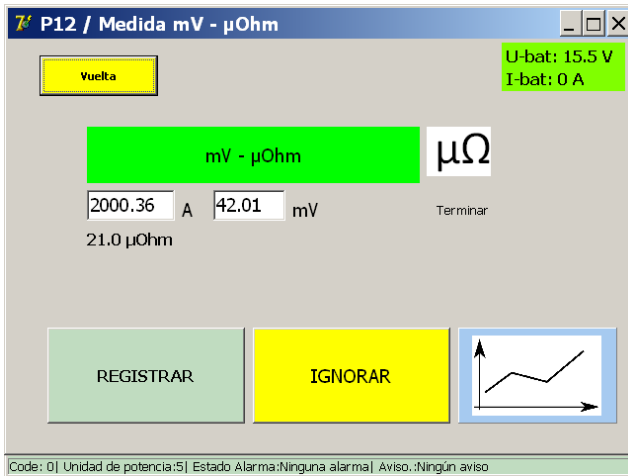 P12 / Medida mV - µOhm
U-bat: 15.5 V
I-bat: 0 A
Vuelta
mV - µOhm
µΩ
2000.36 A 42.01 mV
Terminar
21.0 µOhm
REGISTRAR
IGNORAR
Code: 0| Unidad de potencia:5| Estado Alarma:Ninguna alarma| Aviso.:Ningún aviso